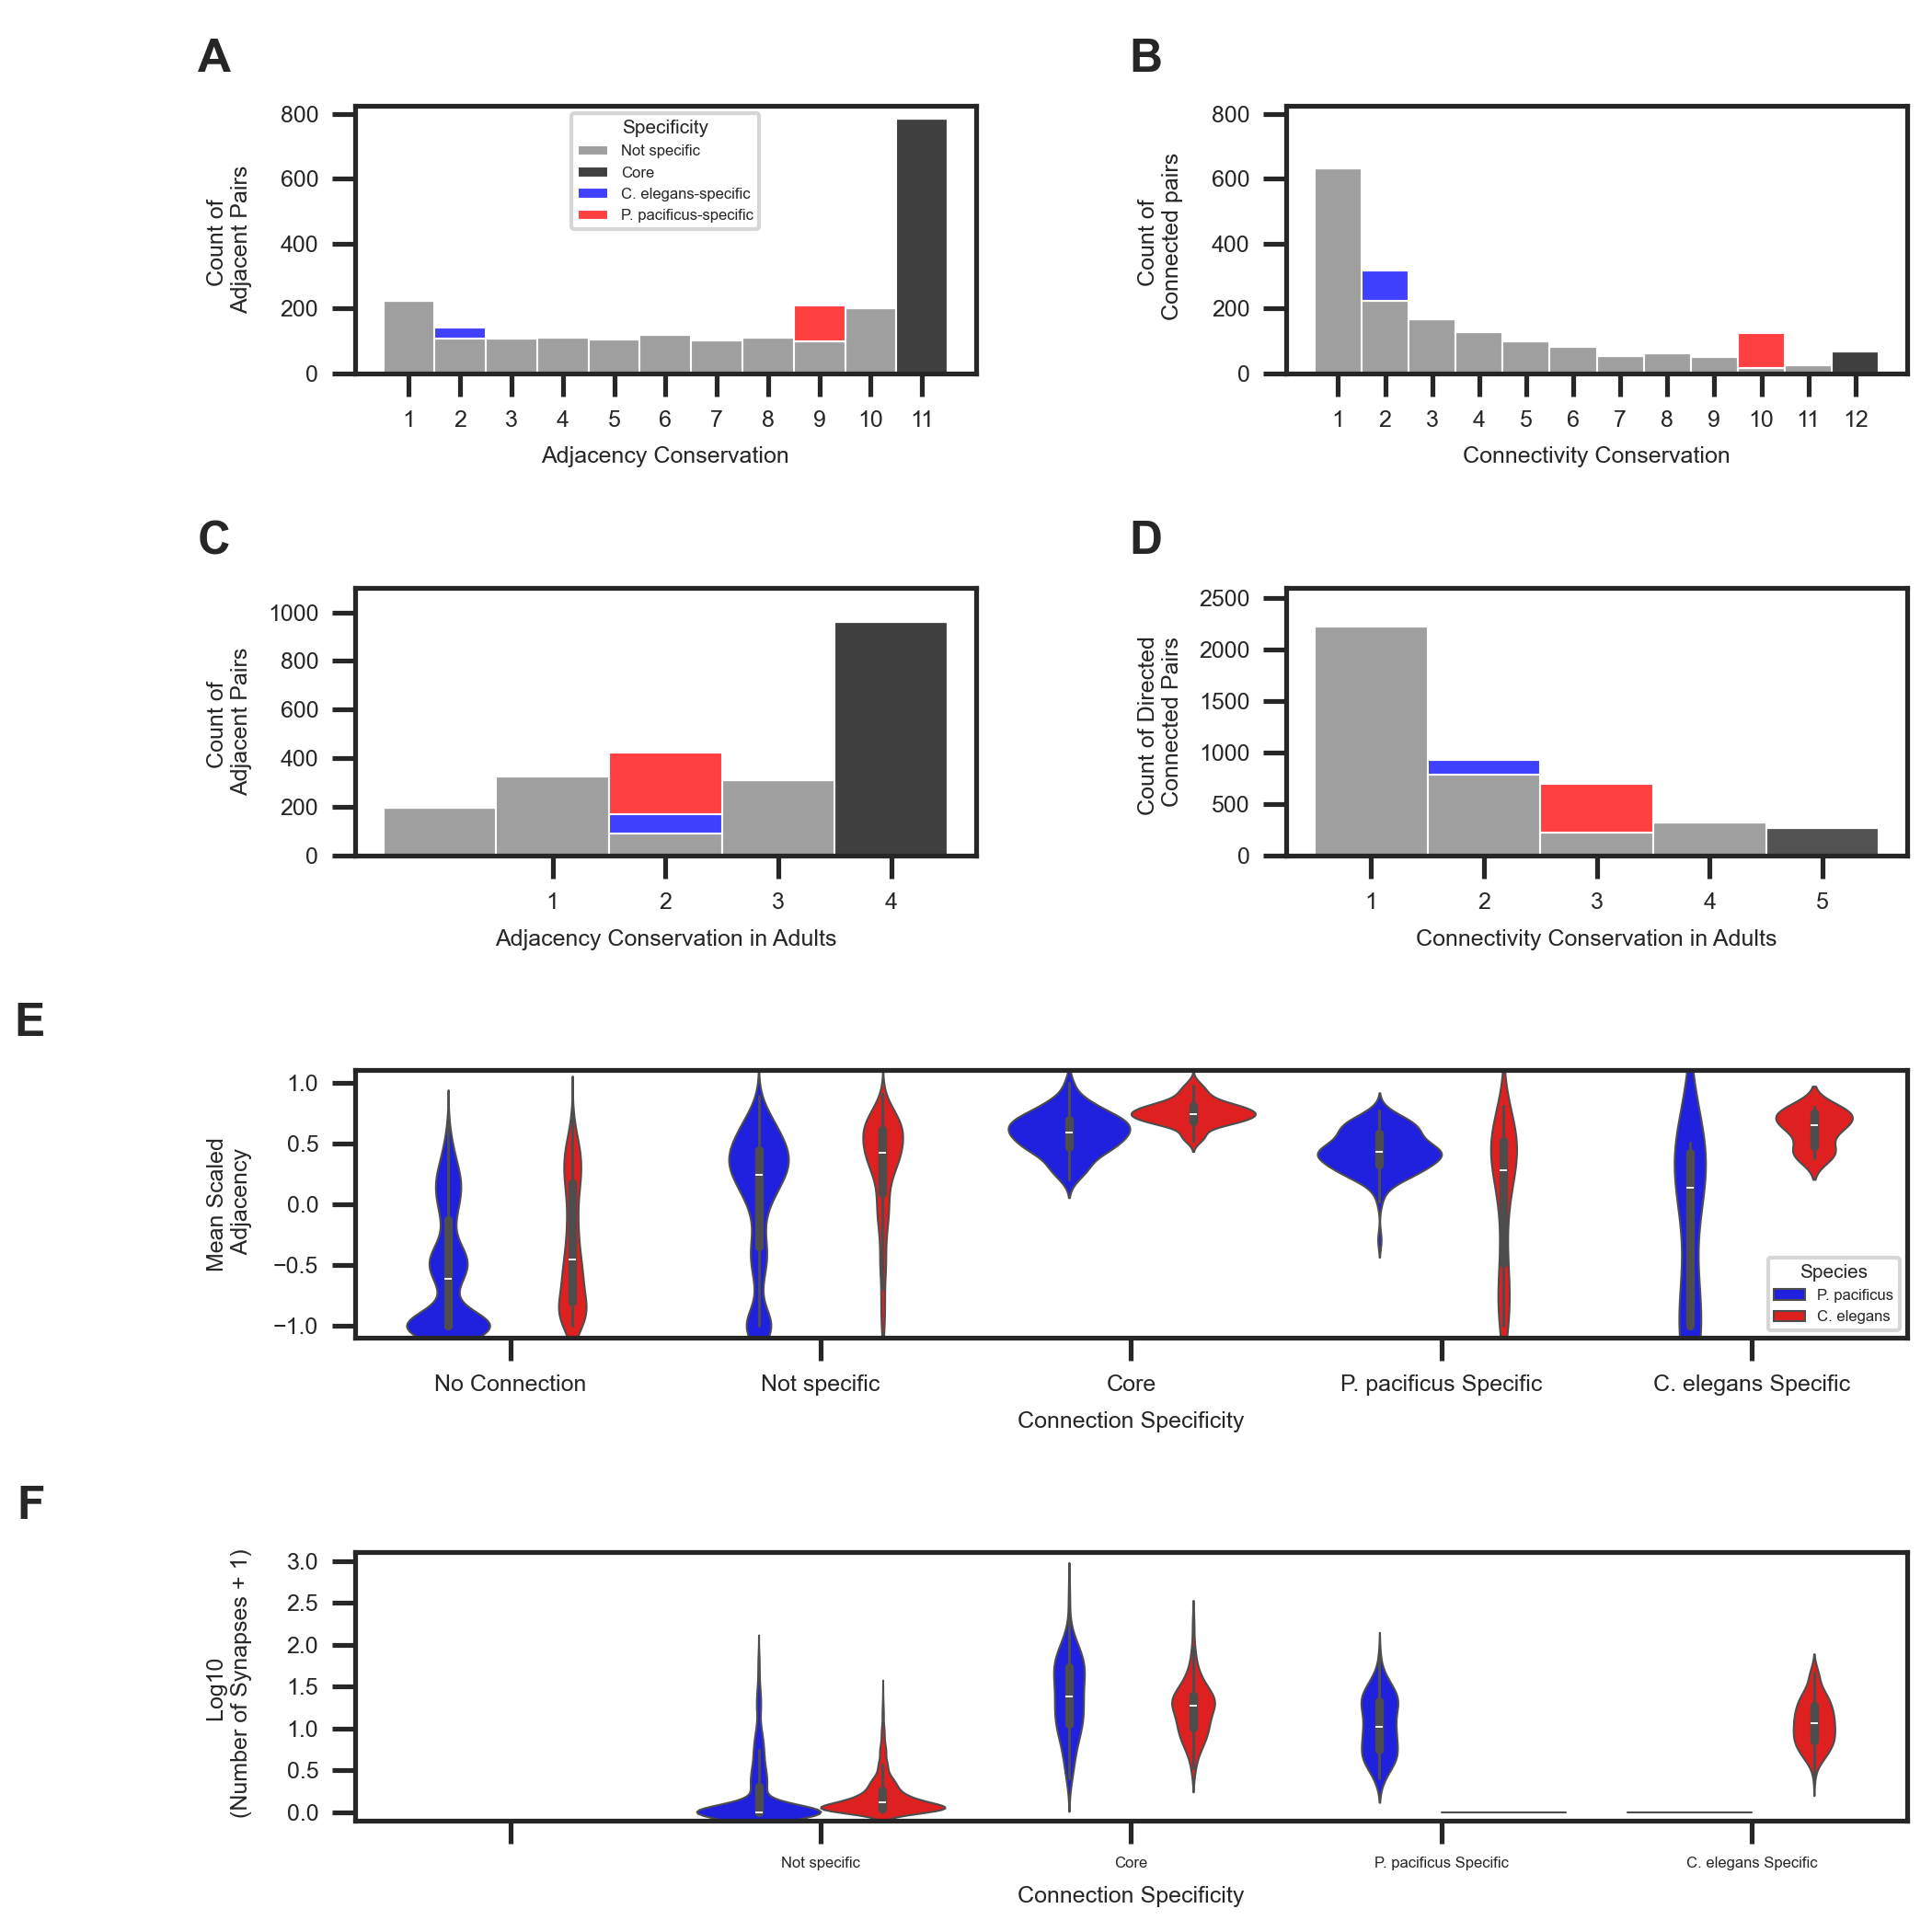 A
800
600
400
200
0
Count of
Adjacent Pairs
Specificity
Not specific
Core
C. elegans-specific
P. pacificus-specific
1 2 3 4 5 6 7 8 9 10 11
Adjacency Conservation
B
800
600
400
200
0
Count of
Connected pairs
1 2 3 4 5 6 7 8 9 10 11 12
Connectivity Conservation
C
1000
800
600
400
200
0
Count of
Adjacent Pairs
1 2 3 4
Adjacency Conservation in Adults
D
2500
2000
1500
1000
500
0
Count of Directed
Connected Pairs
1 2 3 4 5
Connectivity Conservation in Adults
E
1.0
0.5
0.0
−0.5
−1.0
Mean Scaled
Adjacency
Species
P. pacificus
C. elegans
No Connection Not specific Core P. pacificus Specific C. elegans Specific
Connection Specificity
F
3.0
2.5
2.0
1.5
1.0
0.5
0.0
Log10
(Number of Synapses + 1)
Not specific Core P. pacificus Specific C. elegans Specific
Connection Specificity